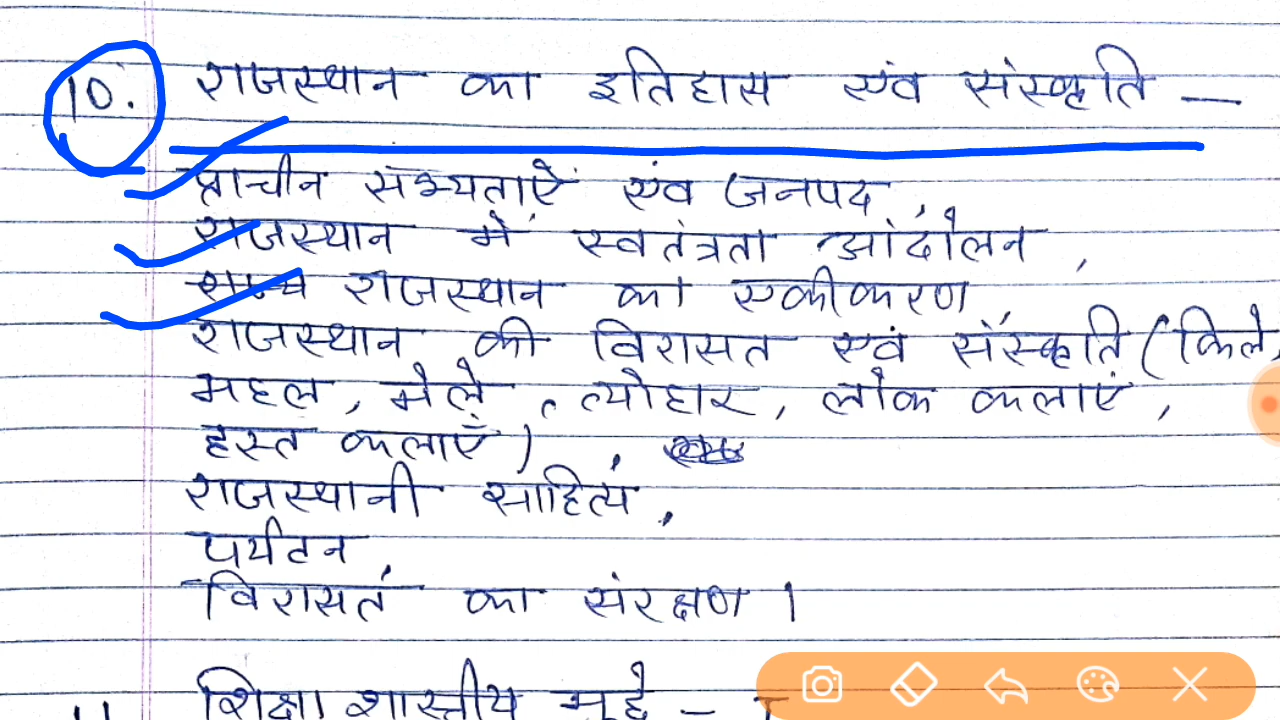 10. राजस्थान का इतिहास एवं संस्कृति —
प्राचीन सभ्यताऐं एंव जनपद,
राजस्थान में स्वतंत्रता आंदोलन,
राजस्थान का एकीकरण,
राजस्थान की विरासत एवं संस्कृति (किले,
महल, मेले, त्योहार, लोक कलाएं,
हस्त कलाएँ),
राजस्थानी साहित्य,
पर्यटन,
विरासत का संरक्षण।
शिक्षा शास्त्रीय मुद्दे -